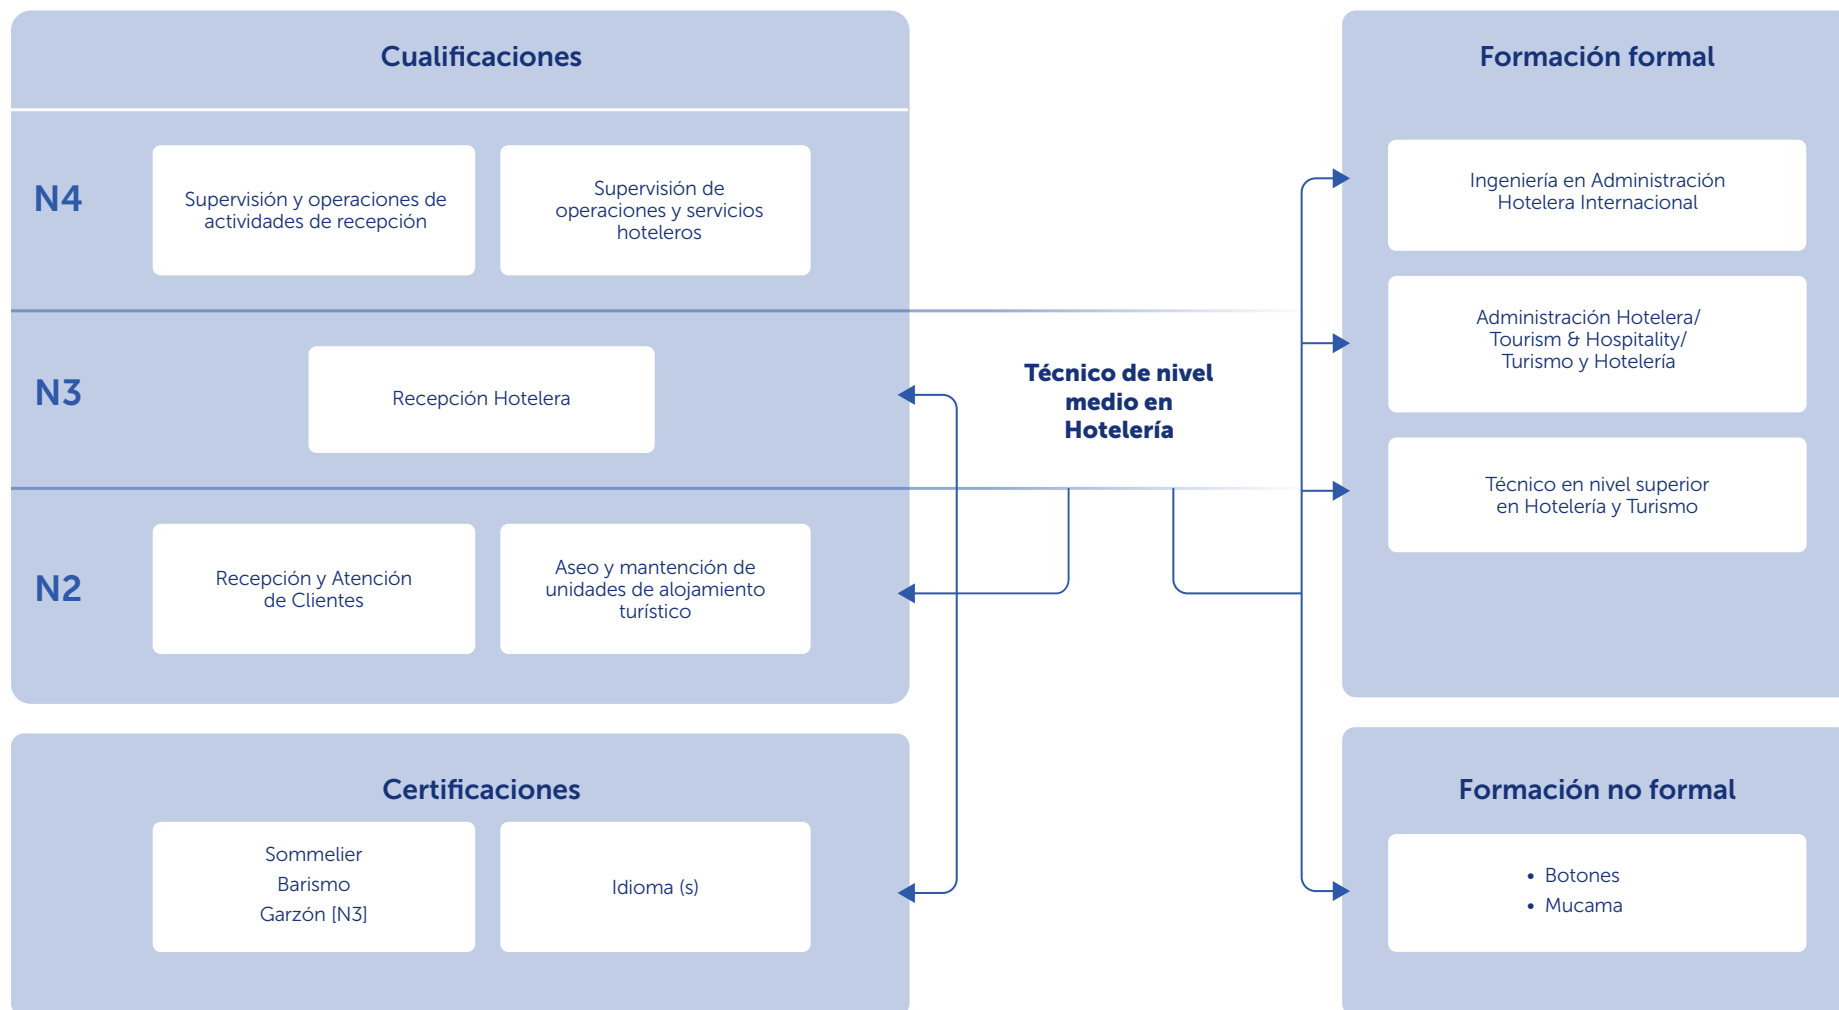 Cualificaciones
N4
Supervisión y operaciones de
actividades de recepción
Supervisión de
operaciones y servicios
hoteleros
N3
Recepción Hotelera
N2
Recepción y Atención
de Clientes
Aseo y mantención de
unidades de alojamiento
turístico
Certificaciones
Sommelier
Barismo
Garzón [N3]
Idioma (s)
Técnico de nivel
medio en
Hotelería
Formación formal
Ingeniería en Administración
Hotelera Internacional
Administración Hotelera/
Tourism & Hospitality/
Turismo y Hotelería
Técnico en nivel superior
en Hotelería y Turismo
Formación no formal
• Botones
• Mucama